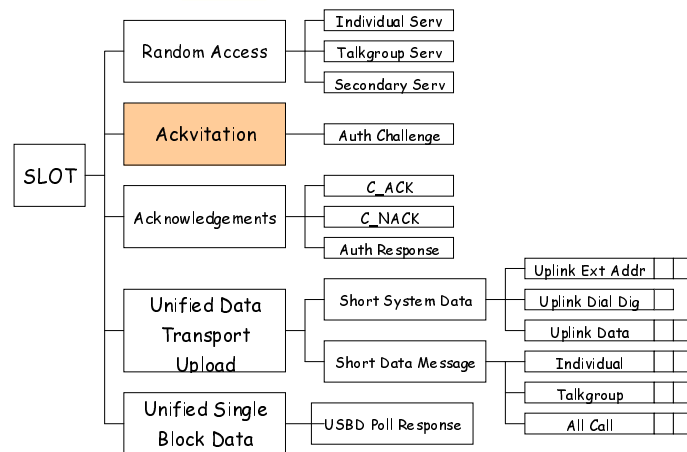 SLOT
Random Access
Individual Serv
Talkgroup Serv
Secondary Serv
Ackvitation
Auth Challenge
Acknowledgements
C_ACK
C_NACK
Auth Response
Unified Data
Transport
Upload
Short System Data
Uplink Ext Addr
Uplink Dial Dig
Uplink Data
Short Data Message
Individual
Talkgroup
All Call
Unified Single
Block Data
USBD Poll Response